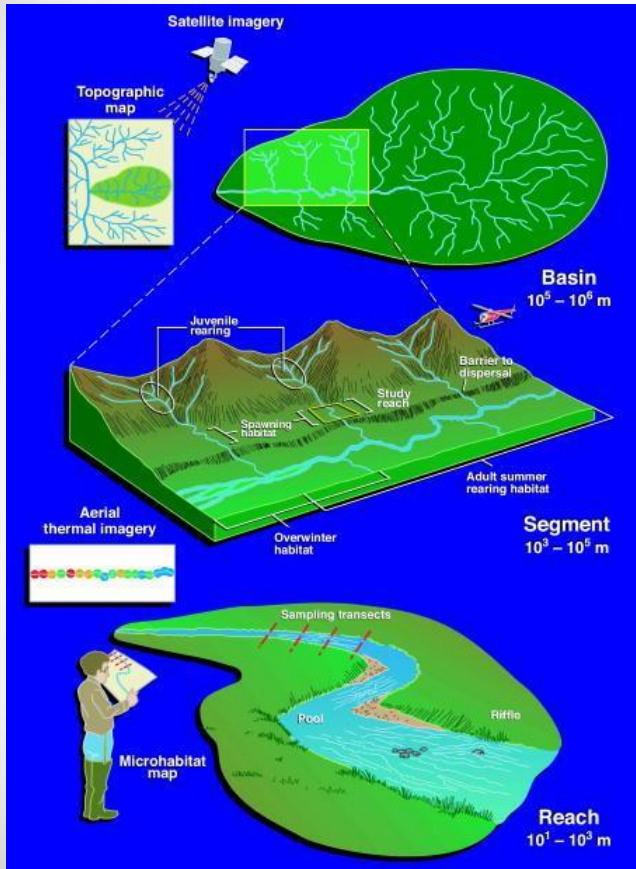 Satellite imagery
Topographic
map
Basin
10⁵ – 10⁶ m
Juvenile
rearing
Barrier to
dispersal
Study
reach
Spawning
habitat
Adult summer
rearing habitat
Overwinter
habitat
Segment
10³ – 10⁵ m
Aerial
thermal imagery
Sampling transects
Pool
Riffle
Microhabitat
map
Reach
10¹ – 10³ m